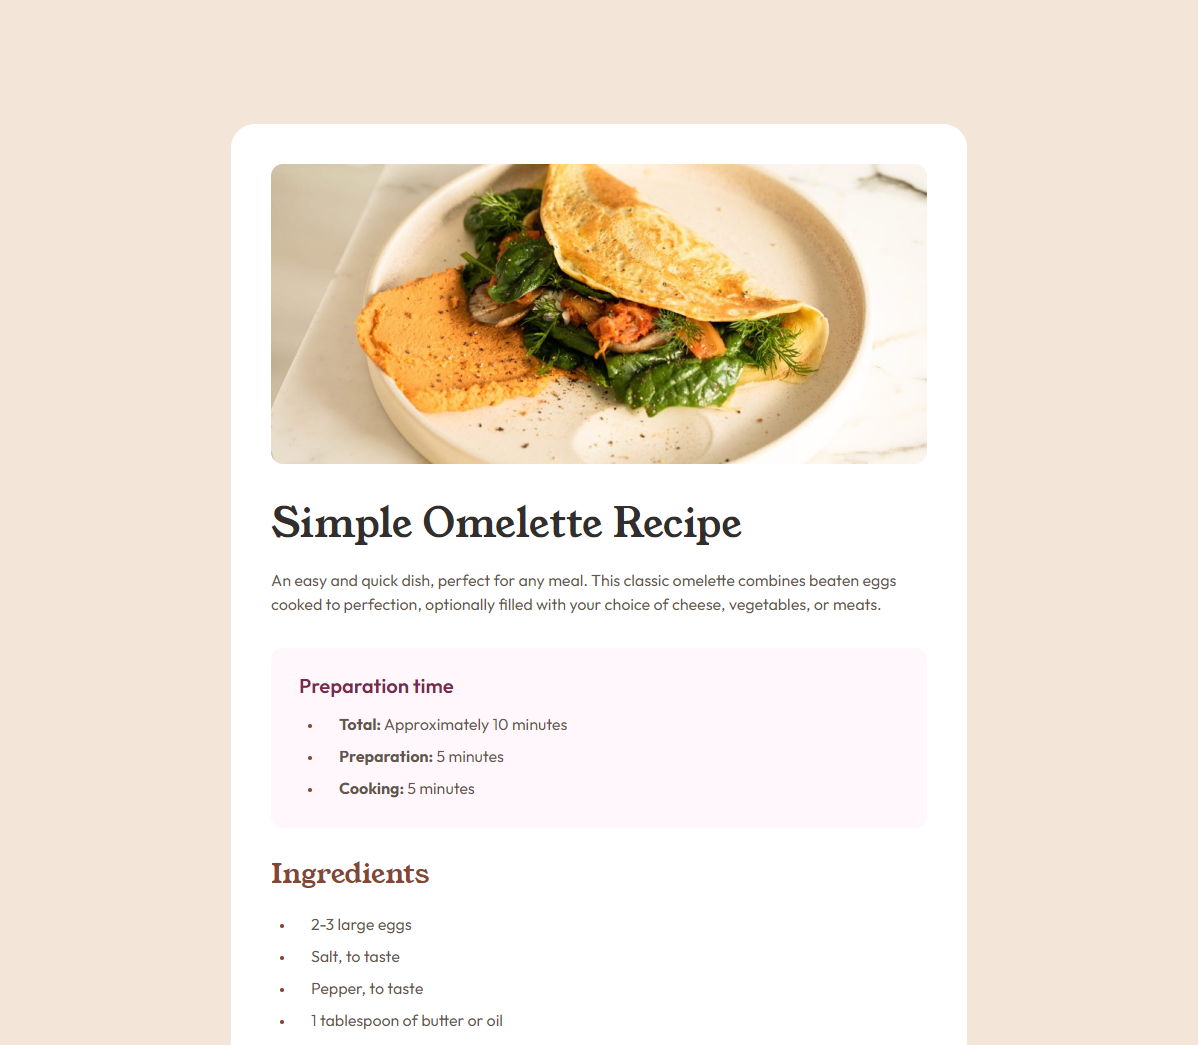 Simple Omelette Recipe
An easy and quick dish, perfect for any meal. This classic omelette combines beaten eggs
cooked to perfection, optionally filled with your choice of cheese, vegetables, or meats.
Preparation time
• Total: Approximately 10 minutes
• Preparation: 5 minutes
• Cooking: 5 minutes
Ingredients
• 2-3 large eggs
• Salt, to taste
• Pepper, to taste
• 1 tablespoon of butter or oil